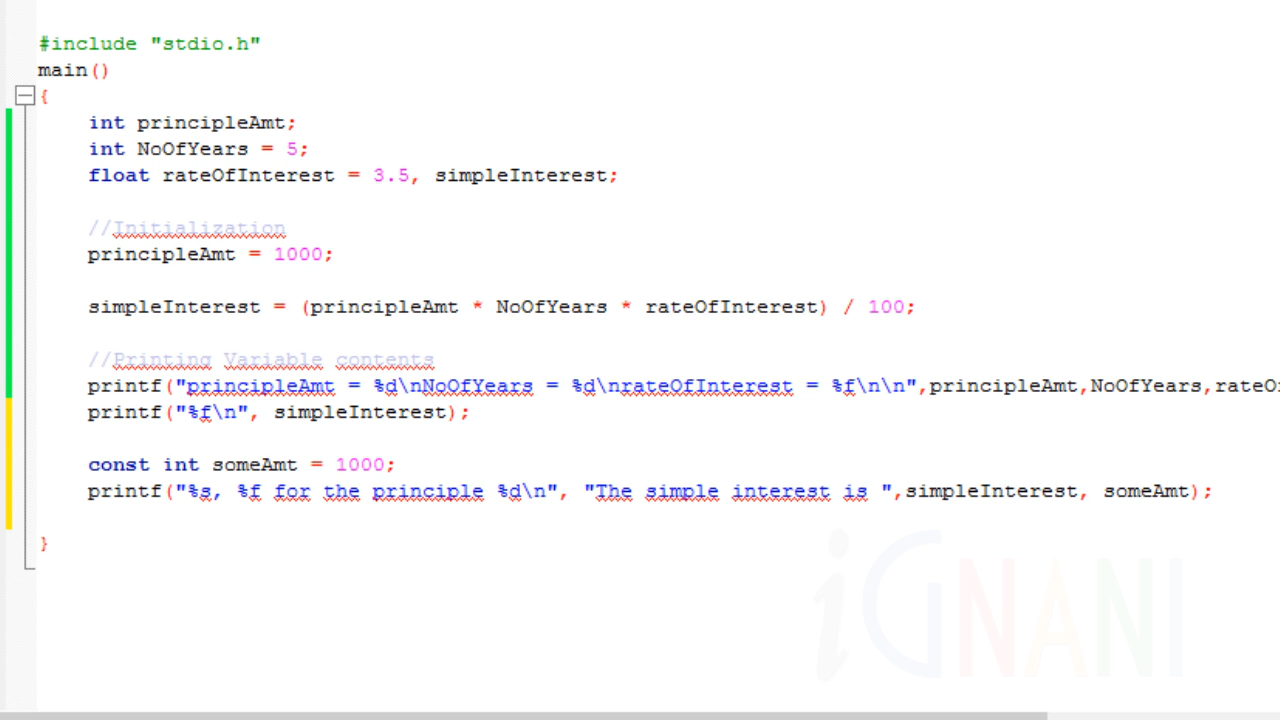 #include "stdio.h"
main()
{
int principleAmt;
int NoOfYears = 5;
float rateOfInterest = 3.5, simpleInterest;
//Initialization
principleAmt = 1000;
simpleInterest = (principleAmt * NoOfYears * rateOfInterest) / 100;
//Printing Variable contents
printf("principleAmt = %d\nNoOfYears = %d\nrateOfInterest = %f\n\n",principleAmt,NoOfYears,rateO
printf("%f\n", simpleInterest);
const int someAmt = 1000;
printf("%s, %f for the principle %d\n", "The simple interest is ",simpleInterest, someAmt);
}
iGNANI